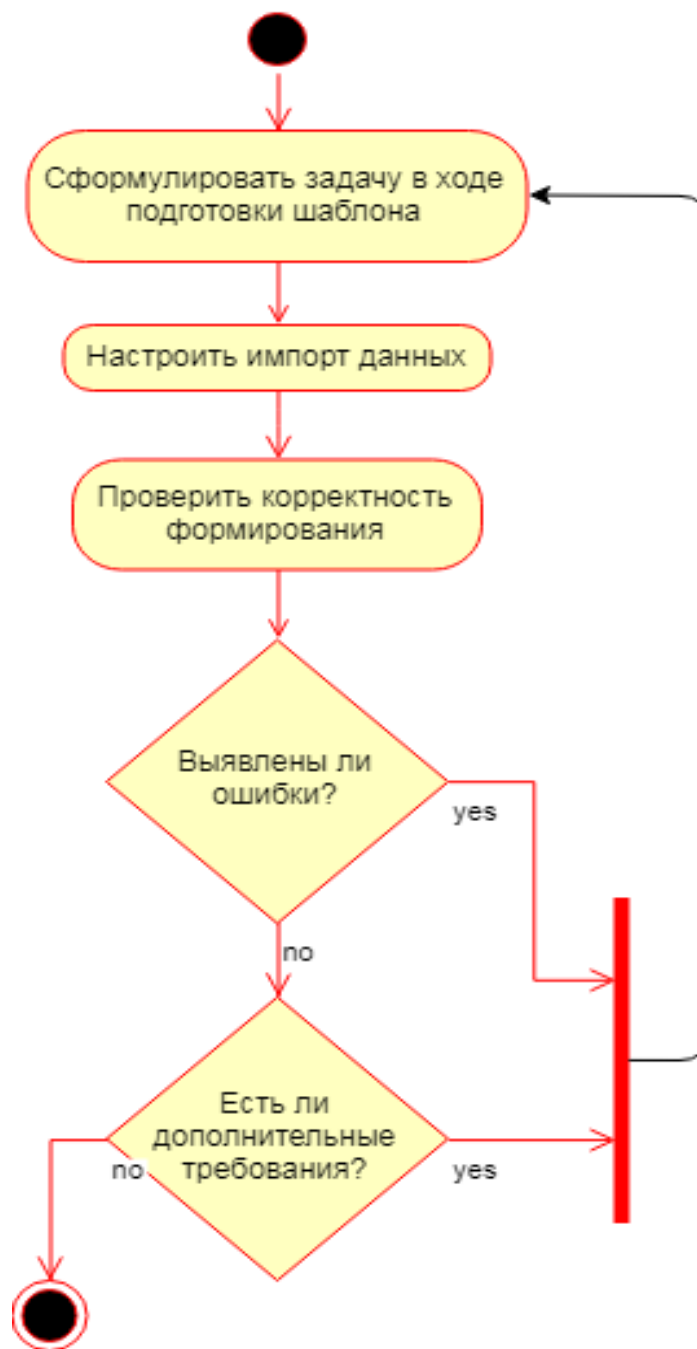 Сформулировать задачу в ходе
подготовки шаблона
Настроить импорт данных
Проверить корректность
формирования
Выявлены ли
ошибки?
yes
no
Есть ли
дополнительные
требования?
no
yes